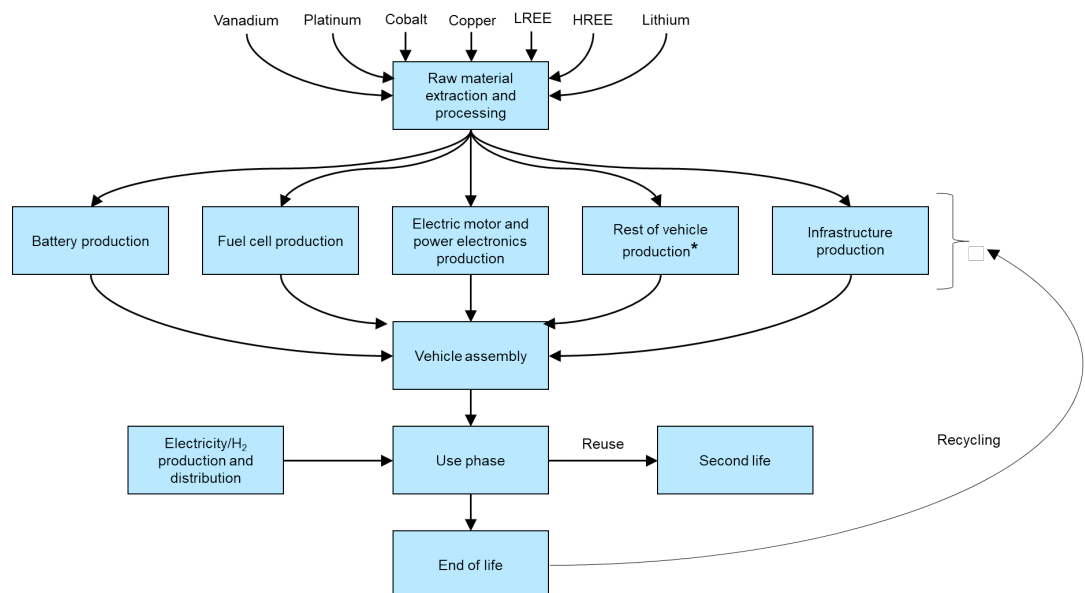 Vanadium Platinum Cobalt Copper LREE HREE Lithium
Raw material
extraction and
processing
Battery production
Fuel cell production
Electric motor and
power electronics
production
Rest of vehicle
production*
Infrastructure
production
Vehicle assembly
Electricity/H₂
production and
distribution
Use phase
Reuse
Second life
Recycling
End of life